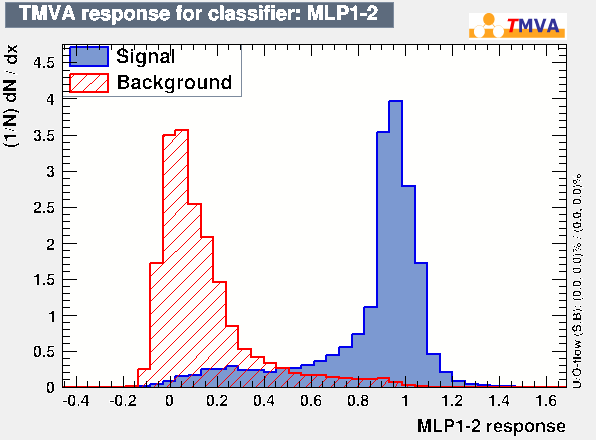 TMVA response for classifier: MLP1-2
TMVA
Signal
Background
(1/N) dN / dx
4.5
4
3.5
3
2.5
2
1.5
1
0.5
0
-0.4 -0.2 0 0.2 0.4 0.6 0.8 1 1.2 1.4 1.6
MLP1-2 response
U/O-flow (S,B): (0.0, 0.0)% / (0.0, 0.0)%